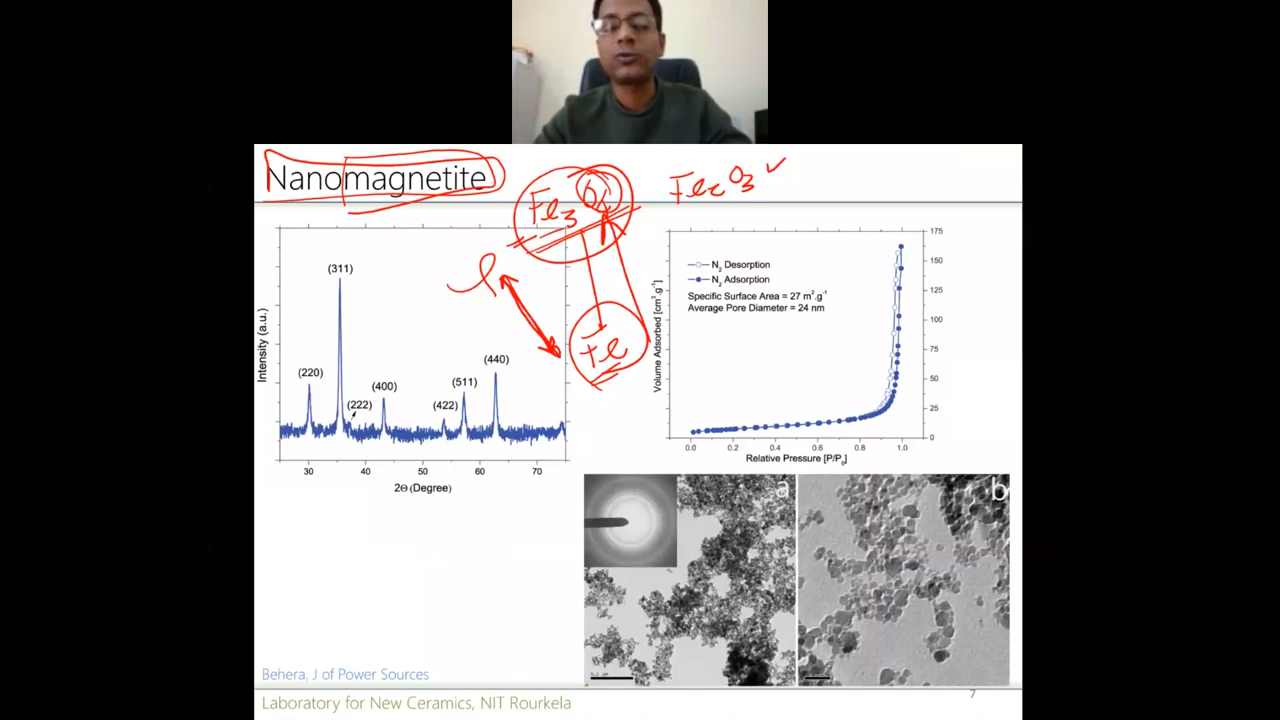 Nanomagnetite
Fe3O4
Fe2O3
Fe
Intensity (a.u.)
(220)
(311)
(222)
(400)
(422)
(511)
(440)
30 40 50 60 70
2Θ (Degree)
N2 Desorption
N2 Adsorption
Specific Surface Area = 27 m2.g-1
Average Pore Diameter = 24 nm
Volume Adsorbed [cm3.g-1]
175
150
125
100
75
50
25
0
0.0 0.2 0.4 0.6 0.8 1.0
Relative Pressure [P/P0]
a
b
Behera, J of Power Sources
Laboratory for New Ceramics, NIT Rourkela
7